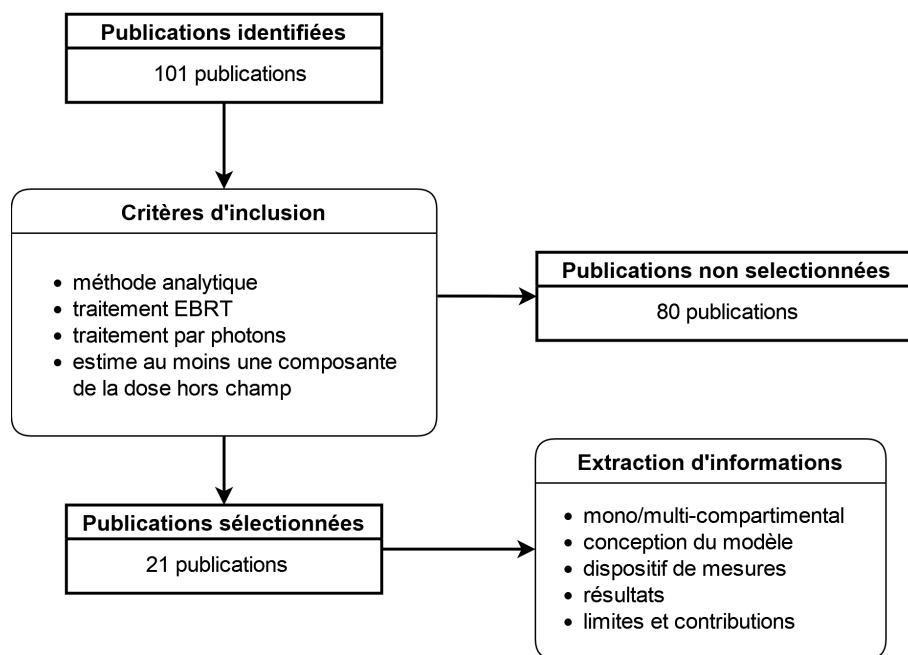 Publications identifiées
101 publications
Critères d'inclusion
• méthode analytique
• traitement EBRT
• traitement par photons
• estime au moins une composante
de la dose hors champ
Publications non selectionnées
80 publications
Publications sélectionnées
21 publications
Extraction d'informations
• mono/multi-compartimental
• conception du modèle
• dispositif de mesures
• résultats
• limites et contributions